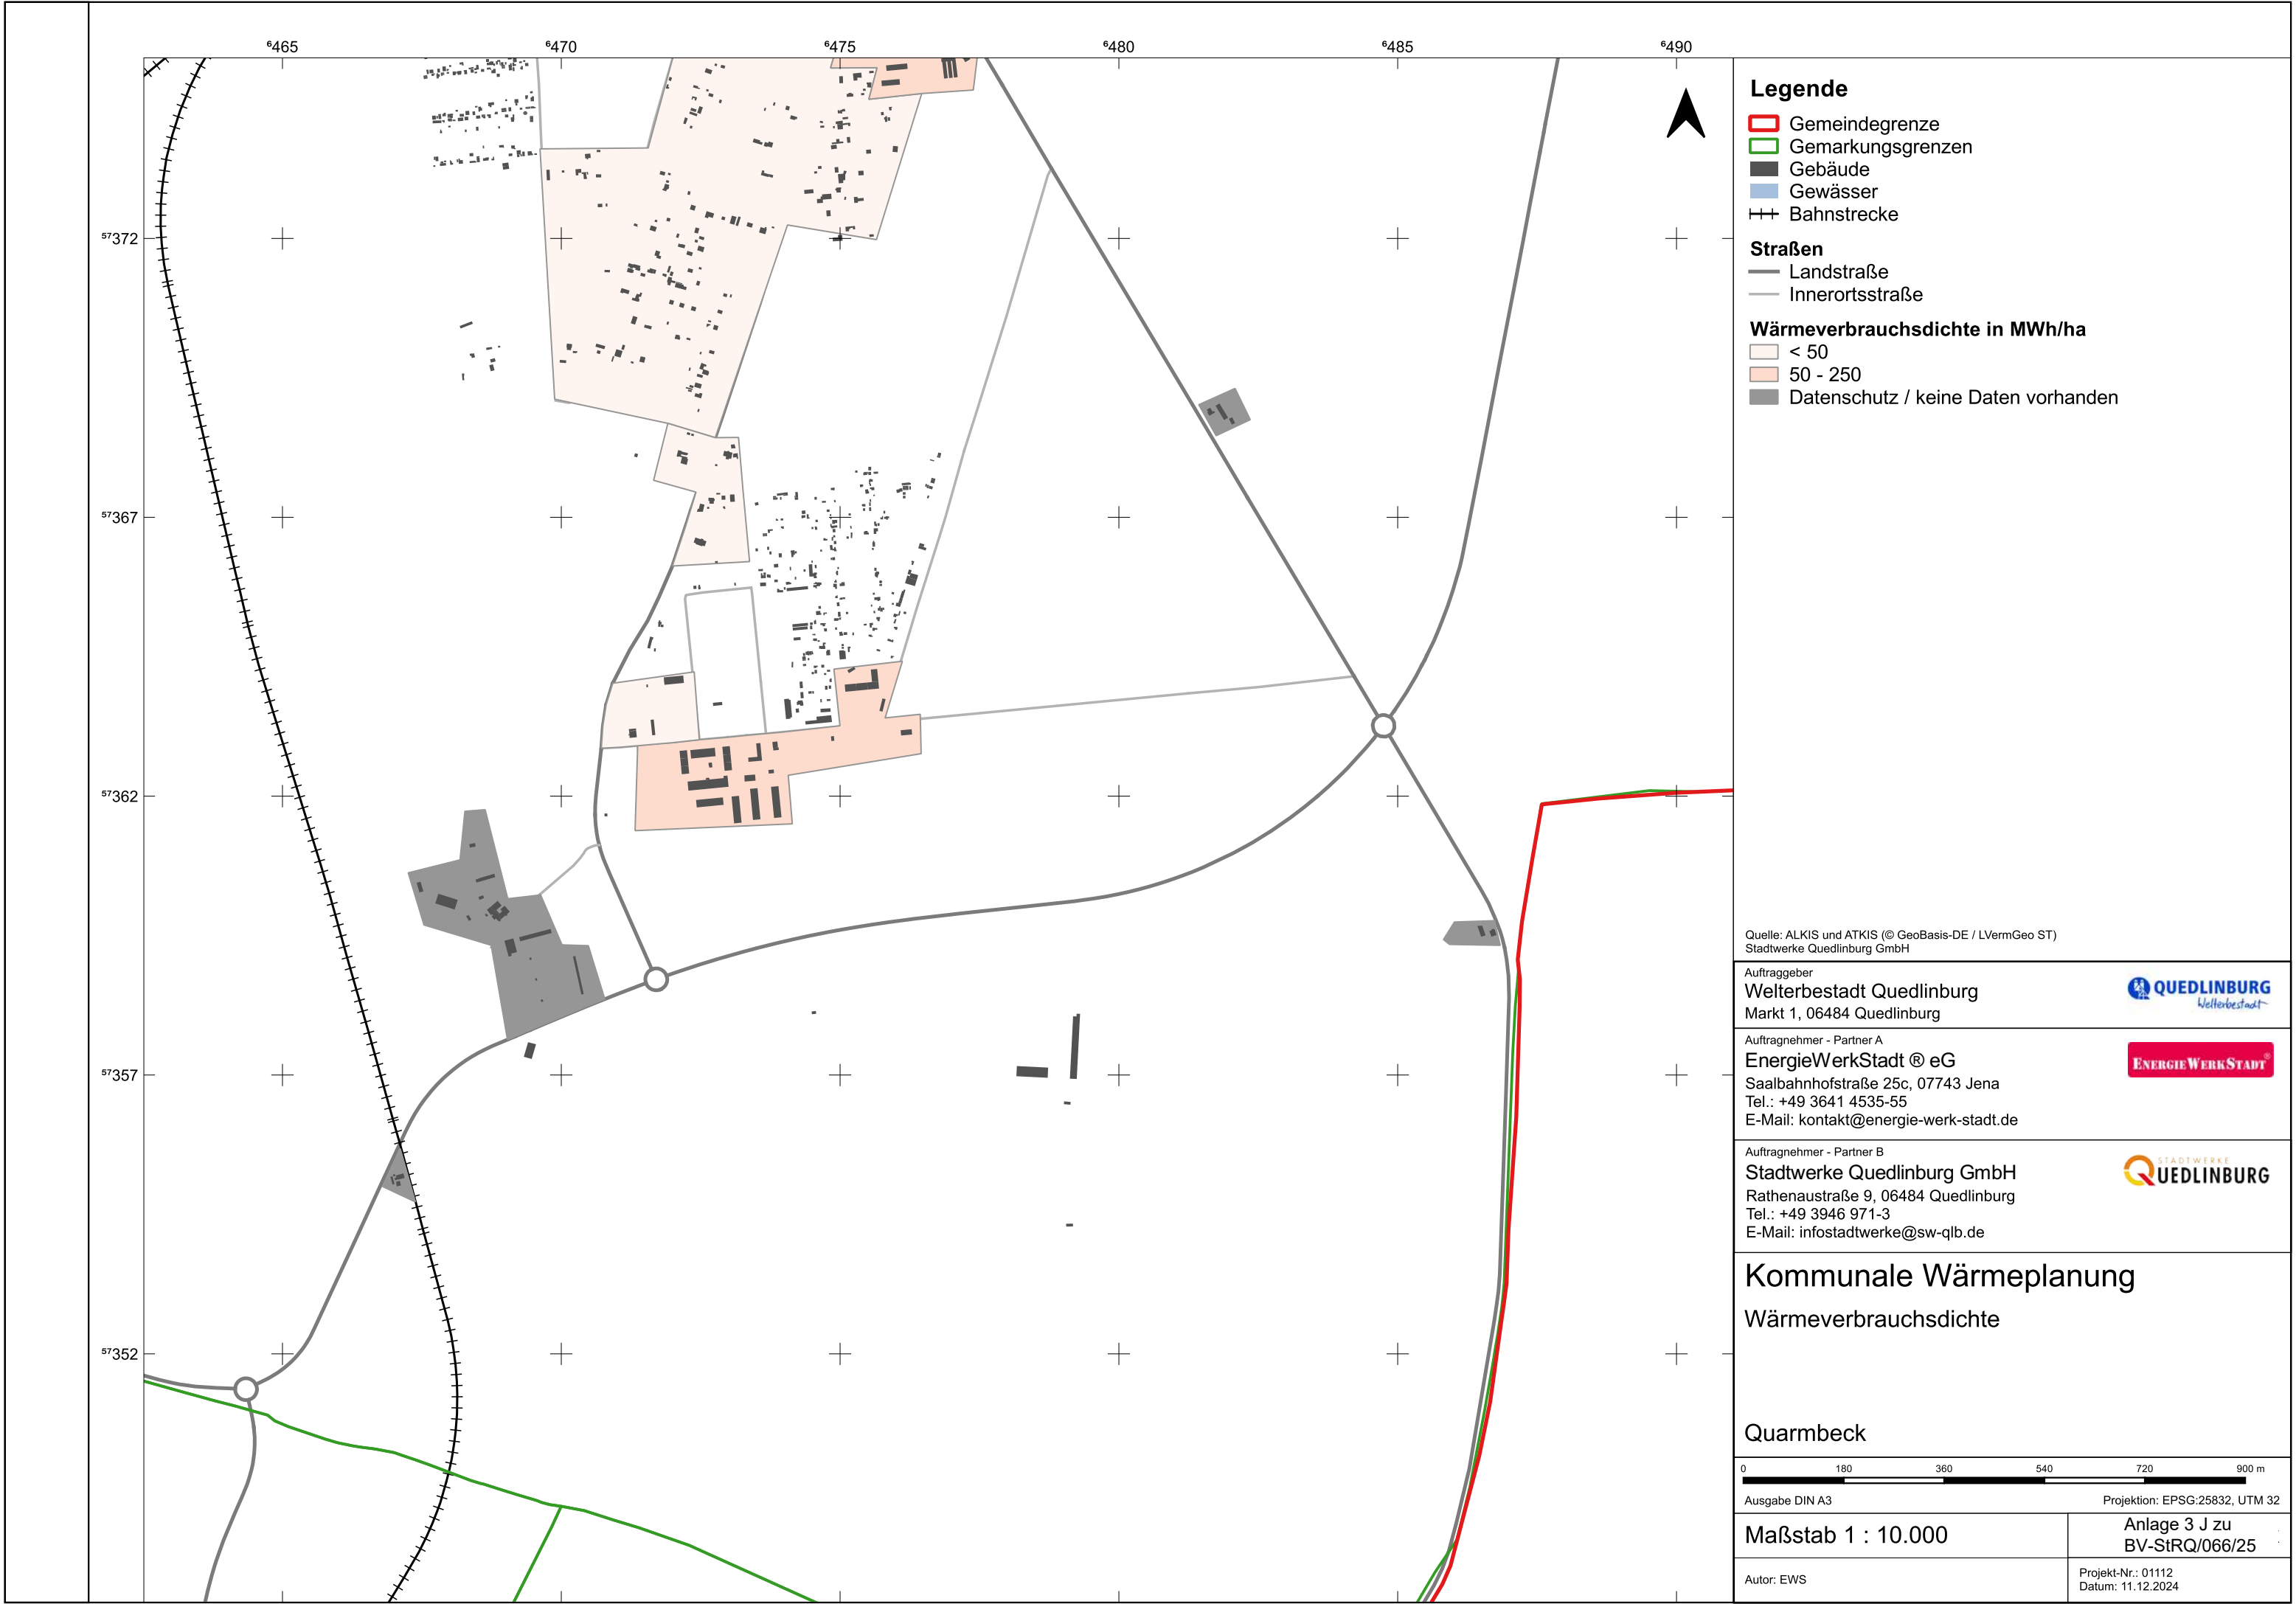 ⁶465 ⁶470 ⁶475 ⁶480 ⁶485 ⁶490
⁵⁷372
⁵⁷367
⁵⁷362
⁵⁷357
⁵⁷352
Legende
Gemeindegrenze
Gemarkungsgrenzen
Gebäude
Gewässer
Bahnstrecke
Straßen
Landstraße
Innerortsstraße
Wärmeverbrauchsdichte in MWh/ha
< 50
50 - 250
Datenschutz / keine Daten vorhanden
Quelle: ALKIS und ATKIS (© GeoBasis-DE / LVermGeo ST)
Stadtwerke Quedlinburg GmbH
Auftraggeber
Welterbestadt Quedlinburg
Markt 1, 06484 Quedlinburg
QUEDLINBURG
Welterbestadt
Auftragnehmer - Partner A
EnergieWerkStadt ® eG
Saalbahnhofstraße 25c, 07743 Jena
Tel.: +49 3641 4535-55
E-Mail: kontakt@energie-werk-stadt.de
ENERGIEWERKSTADT®
Auftragnehmer - Partner B
Stadtwerke Quedlinburg GmbH
Rathenaustraße 9, 06484 Quedlinburg
Tel.: +49 3946 971-3
E-Mail: infostadtwerke@sw-qlb.de
STADTWERKE
QUEDLINBURG
Kommunale Wärmeplanung
Wärmeverbrauchsdichte
Quarmbeck
0 180 360 540 720 900 m
Ausgabe DIN A3 Projektion: EPSG:25832, UTM 32
Maßstab 1 : 10.000
Anlage 3 J zu
BV-StRQ/066/25
Autor: EWS
Projekt-Nr.: 01112
Datum: 11.12.2024